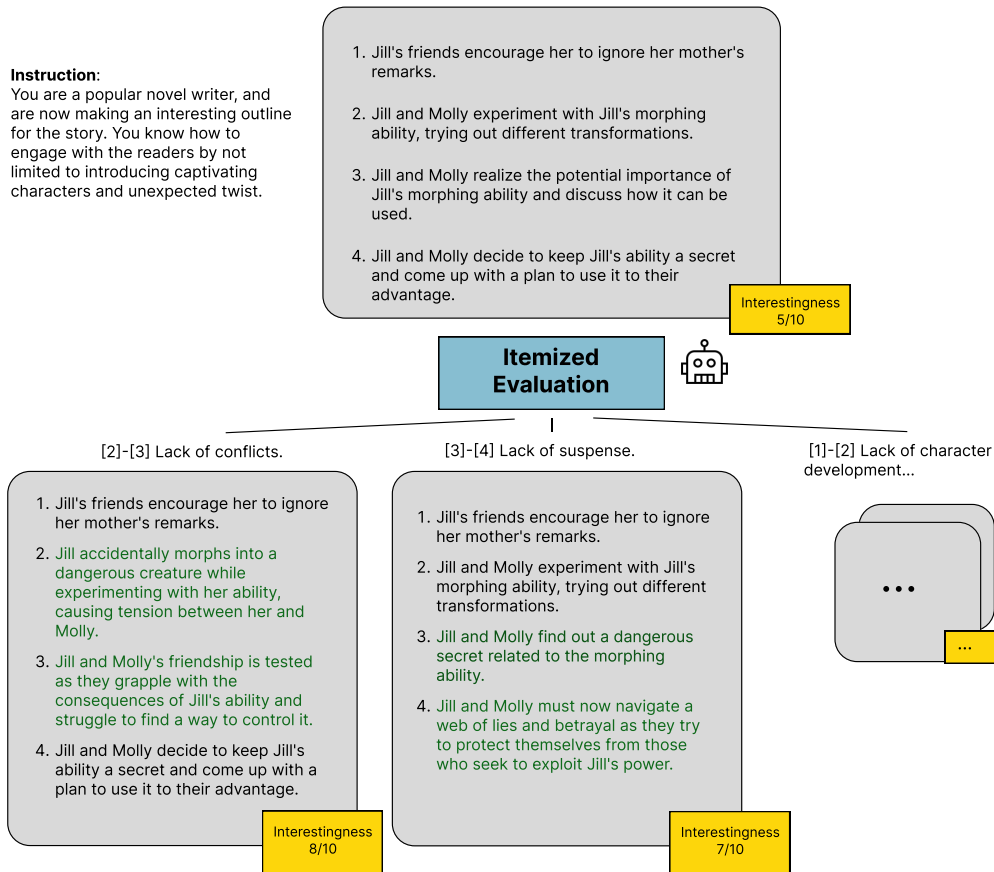 Instruction:
You are a popular novel writer, and
are now making an interesting outline
for the story. You know how to
engage with the readers by not
limited to introducing captivating
characters and unexpected twist.
1. Jill's friends encourage her to ignore her mother's
remarks.
2. Jill and Molly experiment with Jill's morphing
ability, trying out different transformations.
3. Jill and Molly realize the potential importance of
Jill's morphing ability and discuss how it can be
used.
4. Jill and Molly decide to keep Jill's ability a secret
and come up with a plan to use it to their
advantage.
Interestingness
5/10
Itemized
Evaluation
[2]-[3] Lack of conflicts.
1. Jill's friends encourage her to ignore
her mother's remarks.
2. Jill accidentally morphs into a
dangerous creature while
experimenting with her ability,
causing tension between her and
Molly.
3. Jill and Molly's friendship is tested
as they grapple with the
consequences of Jill's ability and
struggle to find a way to control it.
4. Jill and Molly decide to keep Jill's
ability a secret and come up with a
plan to use it to their advantage.
Interestingness
8/10
[3]-[4] Lack of suspense.
1. Jill's friends encourage her to ignore
her mother's remarks.
2. Jill and Molly experiment with Jill's
morphing ability, trying out different
transformations.
3. Jill and Molly find out a dangerous
secret related to the morphing
ability.
4. Jill and Molly must now navigate a
web of lies and betrayal as they try
to protect themselves from those
who seek to exploit Jill's power.
Interestingness
7/10
[1]-[2] Lack of character
development...
...
...